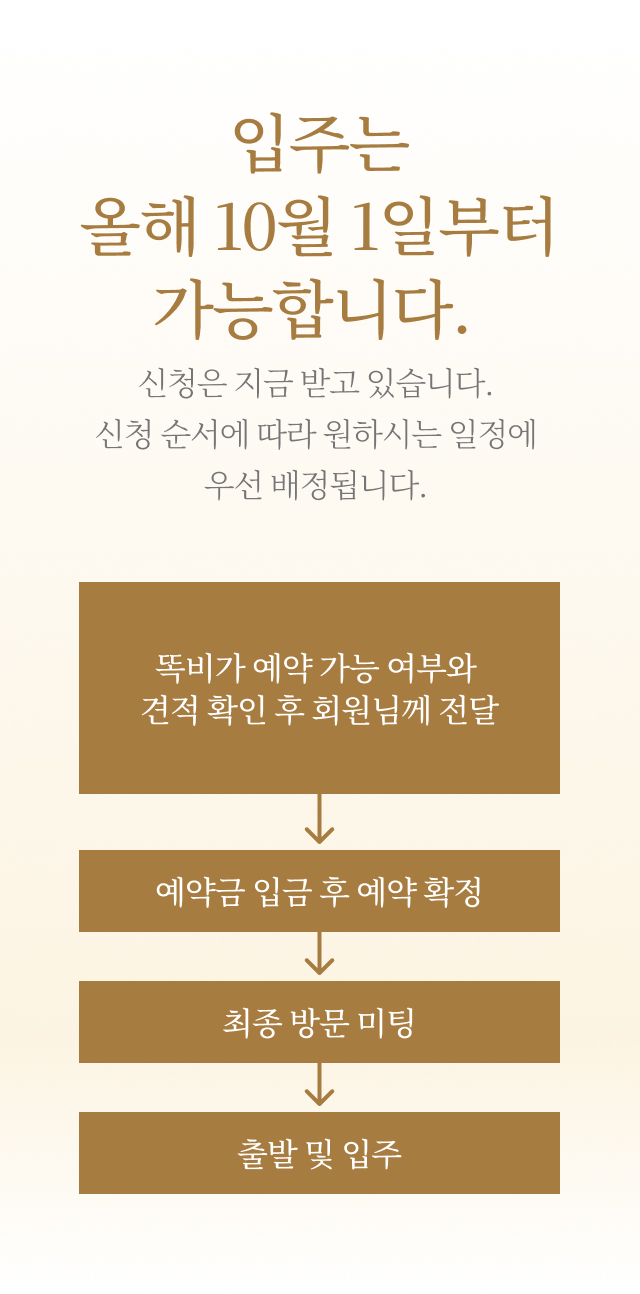 입주는
올해 10월 1일부터
가능합니다.
신청은 지금 받고 있습니다.
신청 순서에 따라 원하시는 일정에
우선 배정됩니다.
똑비가 예약 가능 여부와
견적 확인 후 회원님께 전달
예약금 입금 후 예약 확정
최종 방문 미팅
출발 및 입주